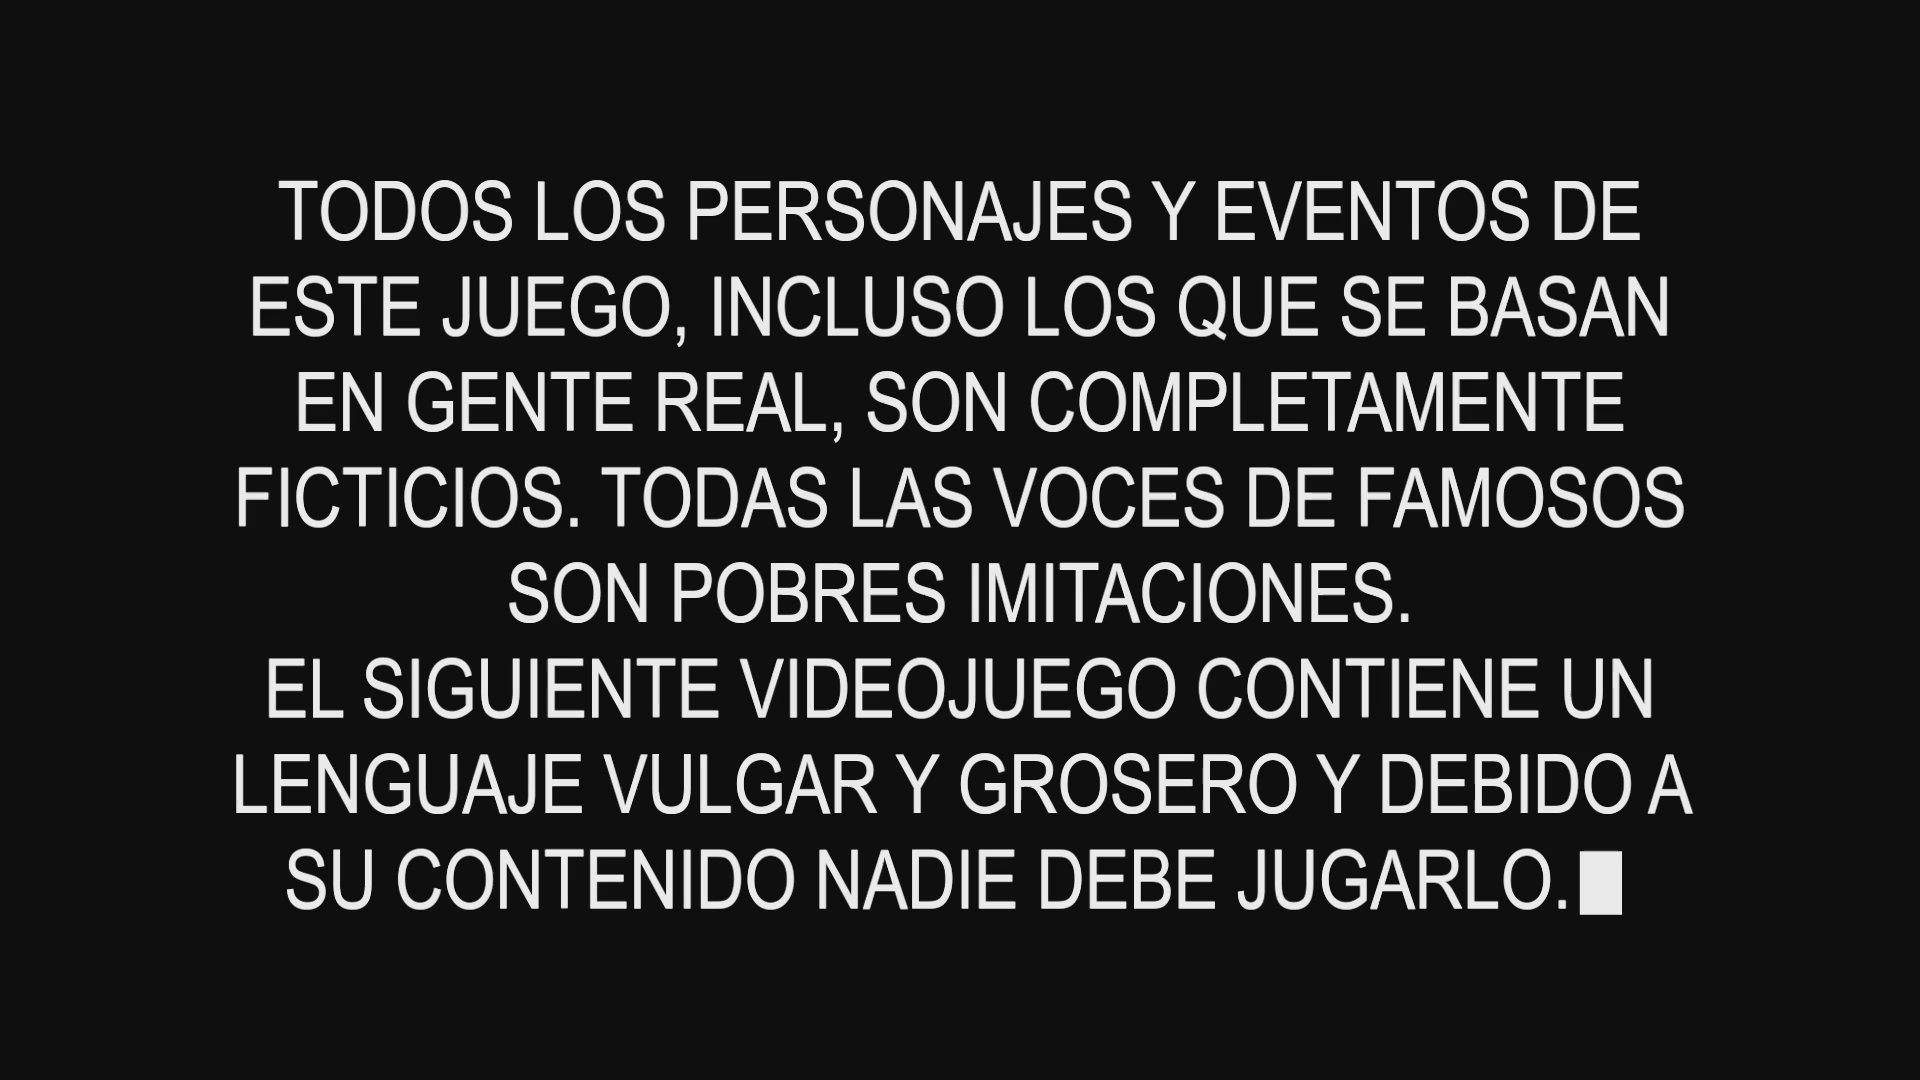 TODOS LOS PERSONAJES Y EVENTOS DE
ESTE JUEGO, INCLUSO LOS QUE SE BASAN
EN GENTE REAL, SON COMPLETAMENTE
FICTICIOS. TODAS LAS VOCES DE FAMOSOS
SON POBRES IMITACIONES.
EL SIGUIENTE VIDEOJUEGO CONTIENE UN
LENGUAJE VULGAR Y GROSERO Y DEBIDO A
SU CONTENIDO NADIE DEBE JUGARLO.